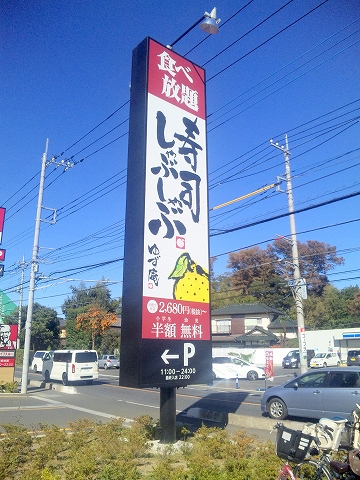 食べ
放題
寿司
しゃぶしゃぶ
ゆず庵
2,680円
半額 無料
←P
11:00～24:00